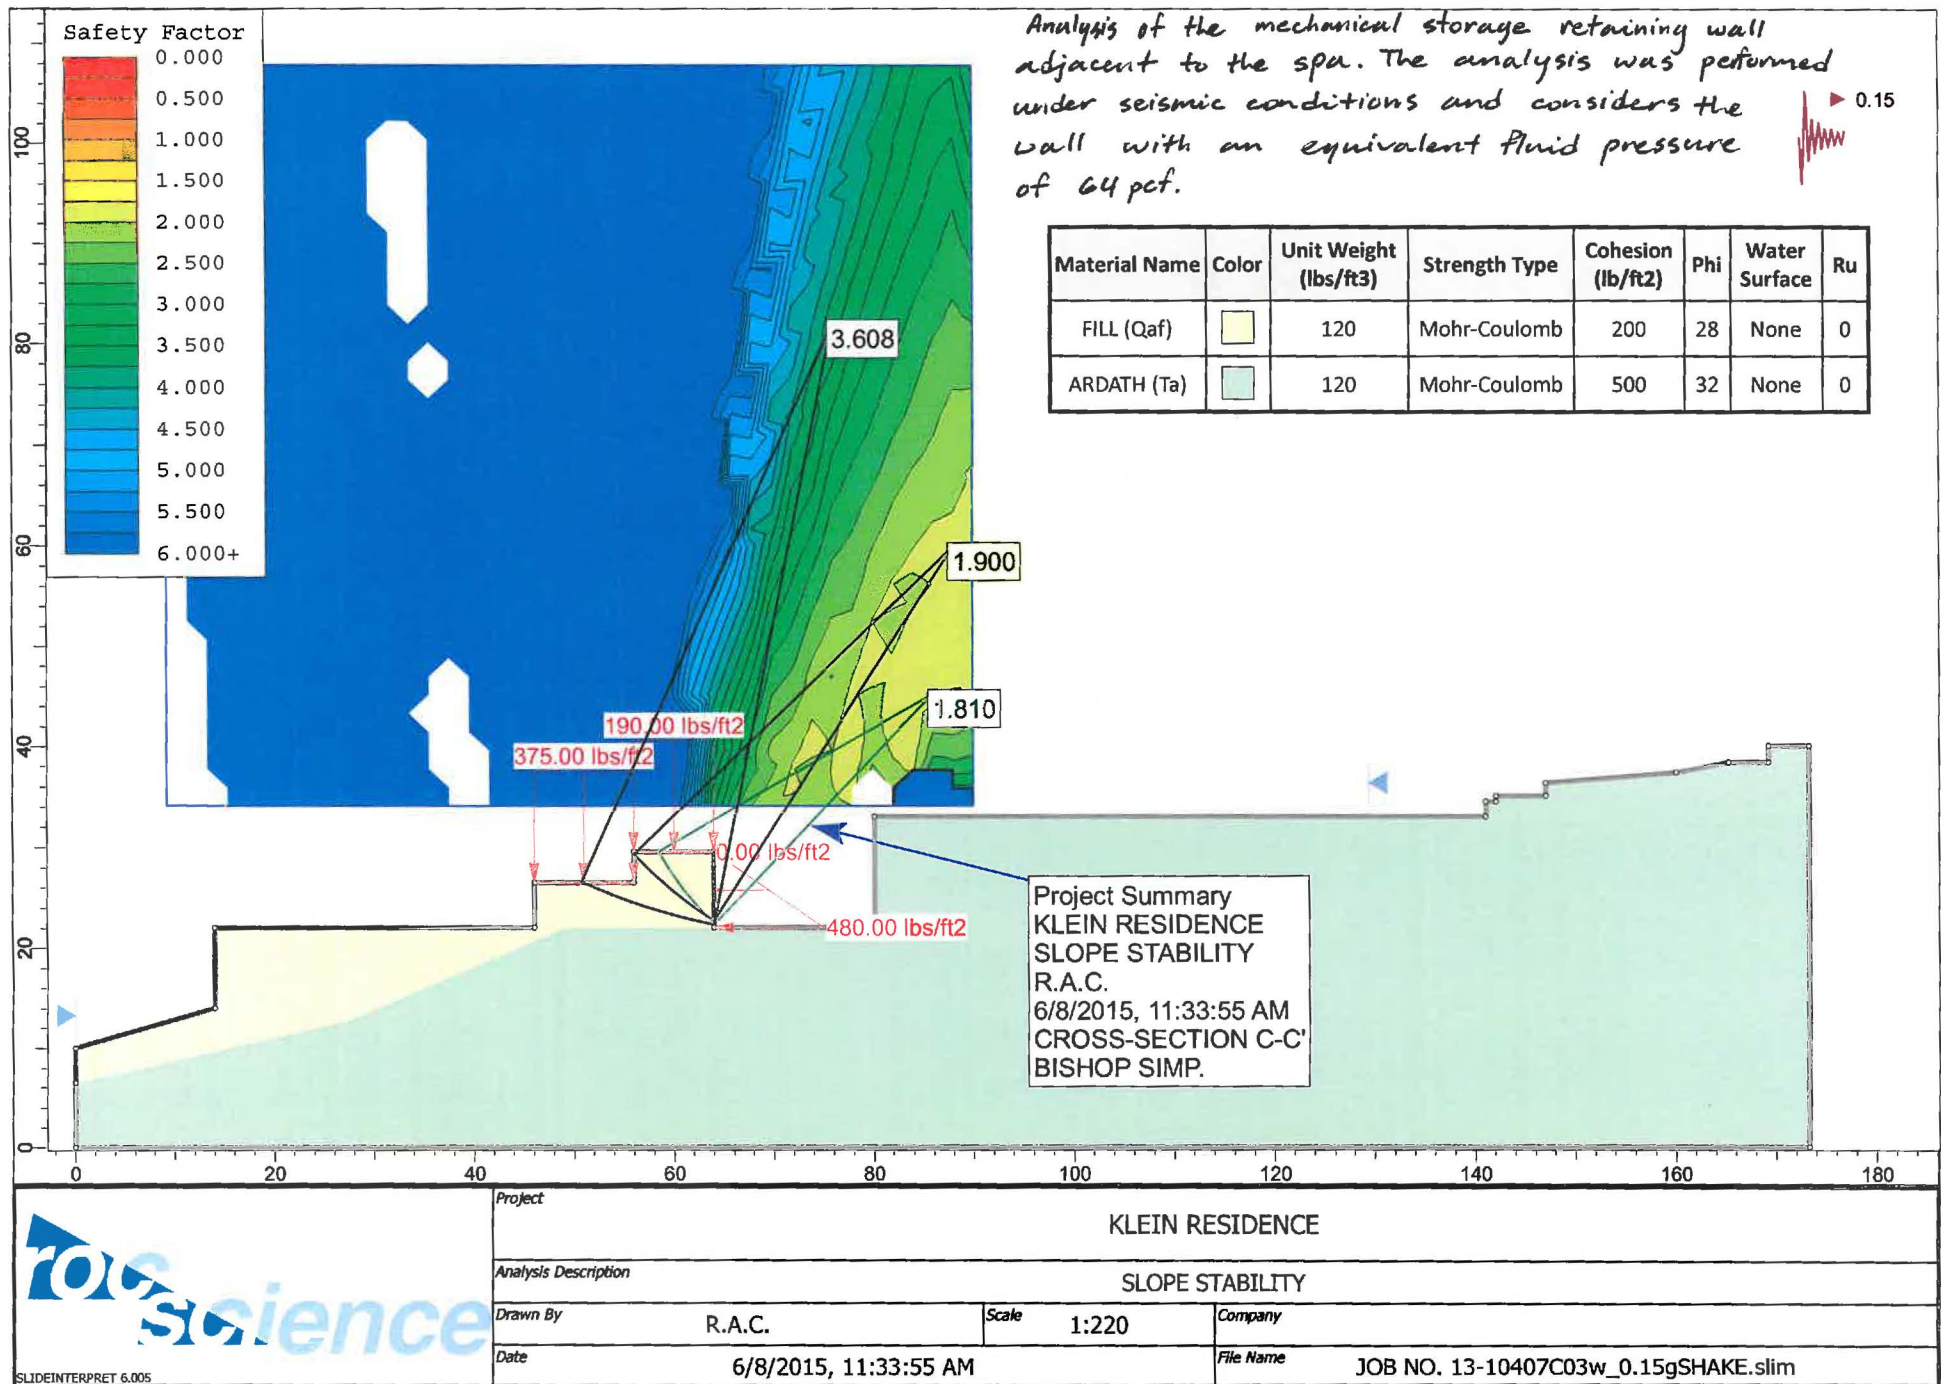 Safety Factor
0.000
0.500
1.000
1.500
2.000
2.500
3.000
3.500
4.000
4.500
5.000
5.500
6.000+
Analysis of the mechanical storage retaining wall
adjacent to the spa. The analysis was performed
under seismic conditions and considers the
wall with an equivalent fluid pressure
of 64 pcf.
0.15
Material Name Color Unit Weight (lbs/ft3) Strength Type Cohesion (lb/ft2) Phi Water Surface Ru
FILL (Qaf) 120 Mohr-Coulomb 200 28 None 0
ARDATH (Ta) 120 Mohr-Coulomb 500 32 None 0
3.608
1.900
1.810
190.00 lbs/ft2
375.00 lbs/ft2
0.00 lbs/ft2
480.00 lbs/ft2
Project Summary
KLEIN RESIDENCE
SLOPE STABILITY
R.A.C.
6/8/2015, 11:33:55 AM
CROSS-SECTION C-C'
BISHOP SIMP.
100
80
60
40
20
0
0 20 40 60 80 100 120 140 160 180
rocscience
SLIDEINTERPRET 6.005
Project
KLEIN RESIDENCE
Analysis Description
SLOPE STABILITY
Drawn By R.A.C. Scale 1:220 Company
Date 6/8/2015, 11:33:55 AM File Name JOB NO. 13-10407C03w_0.15gSHAKE.slim